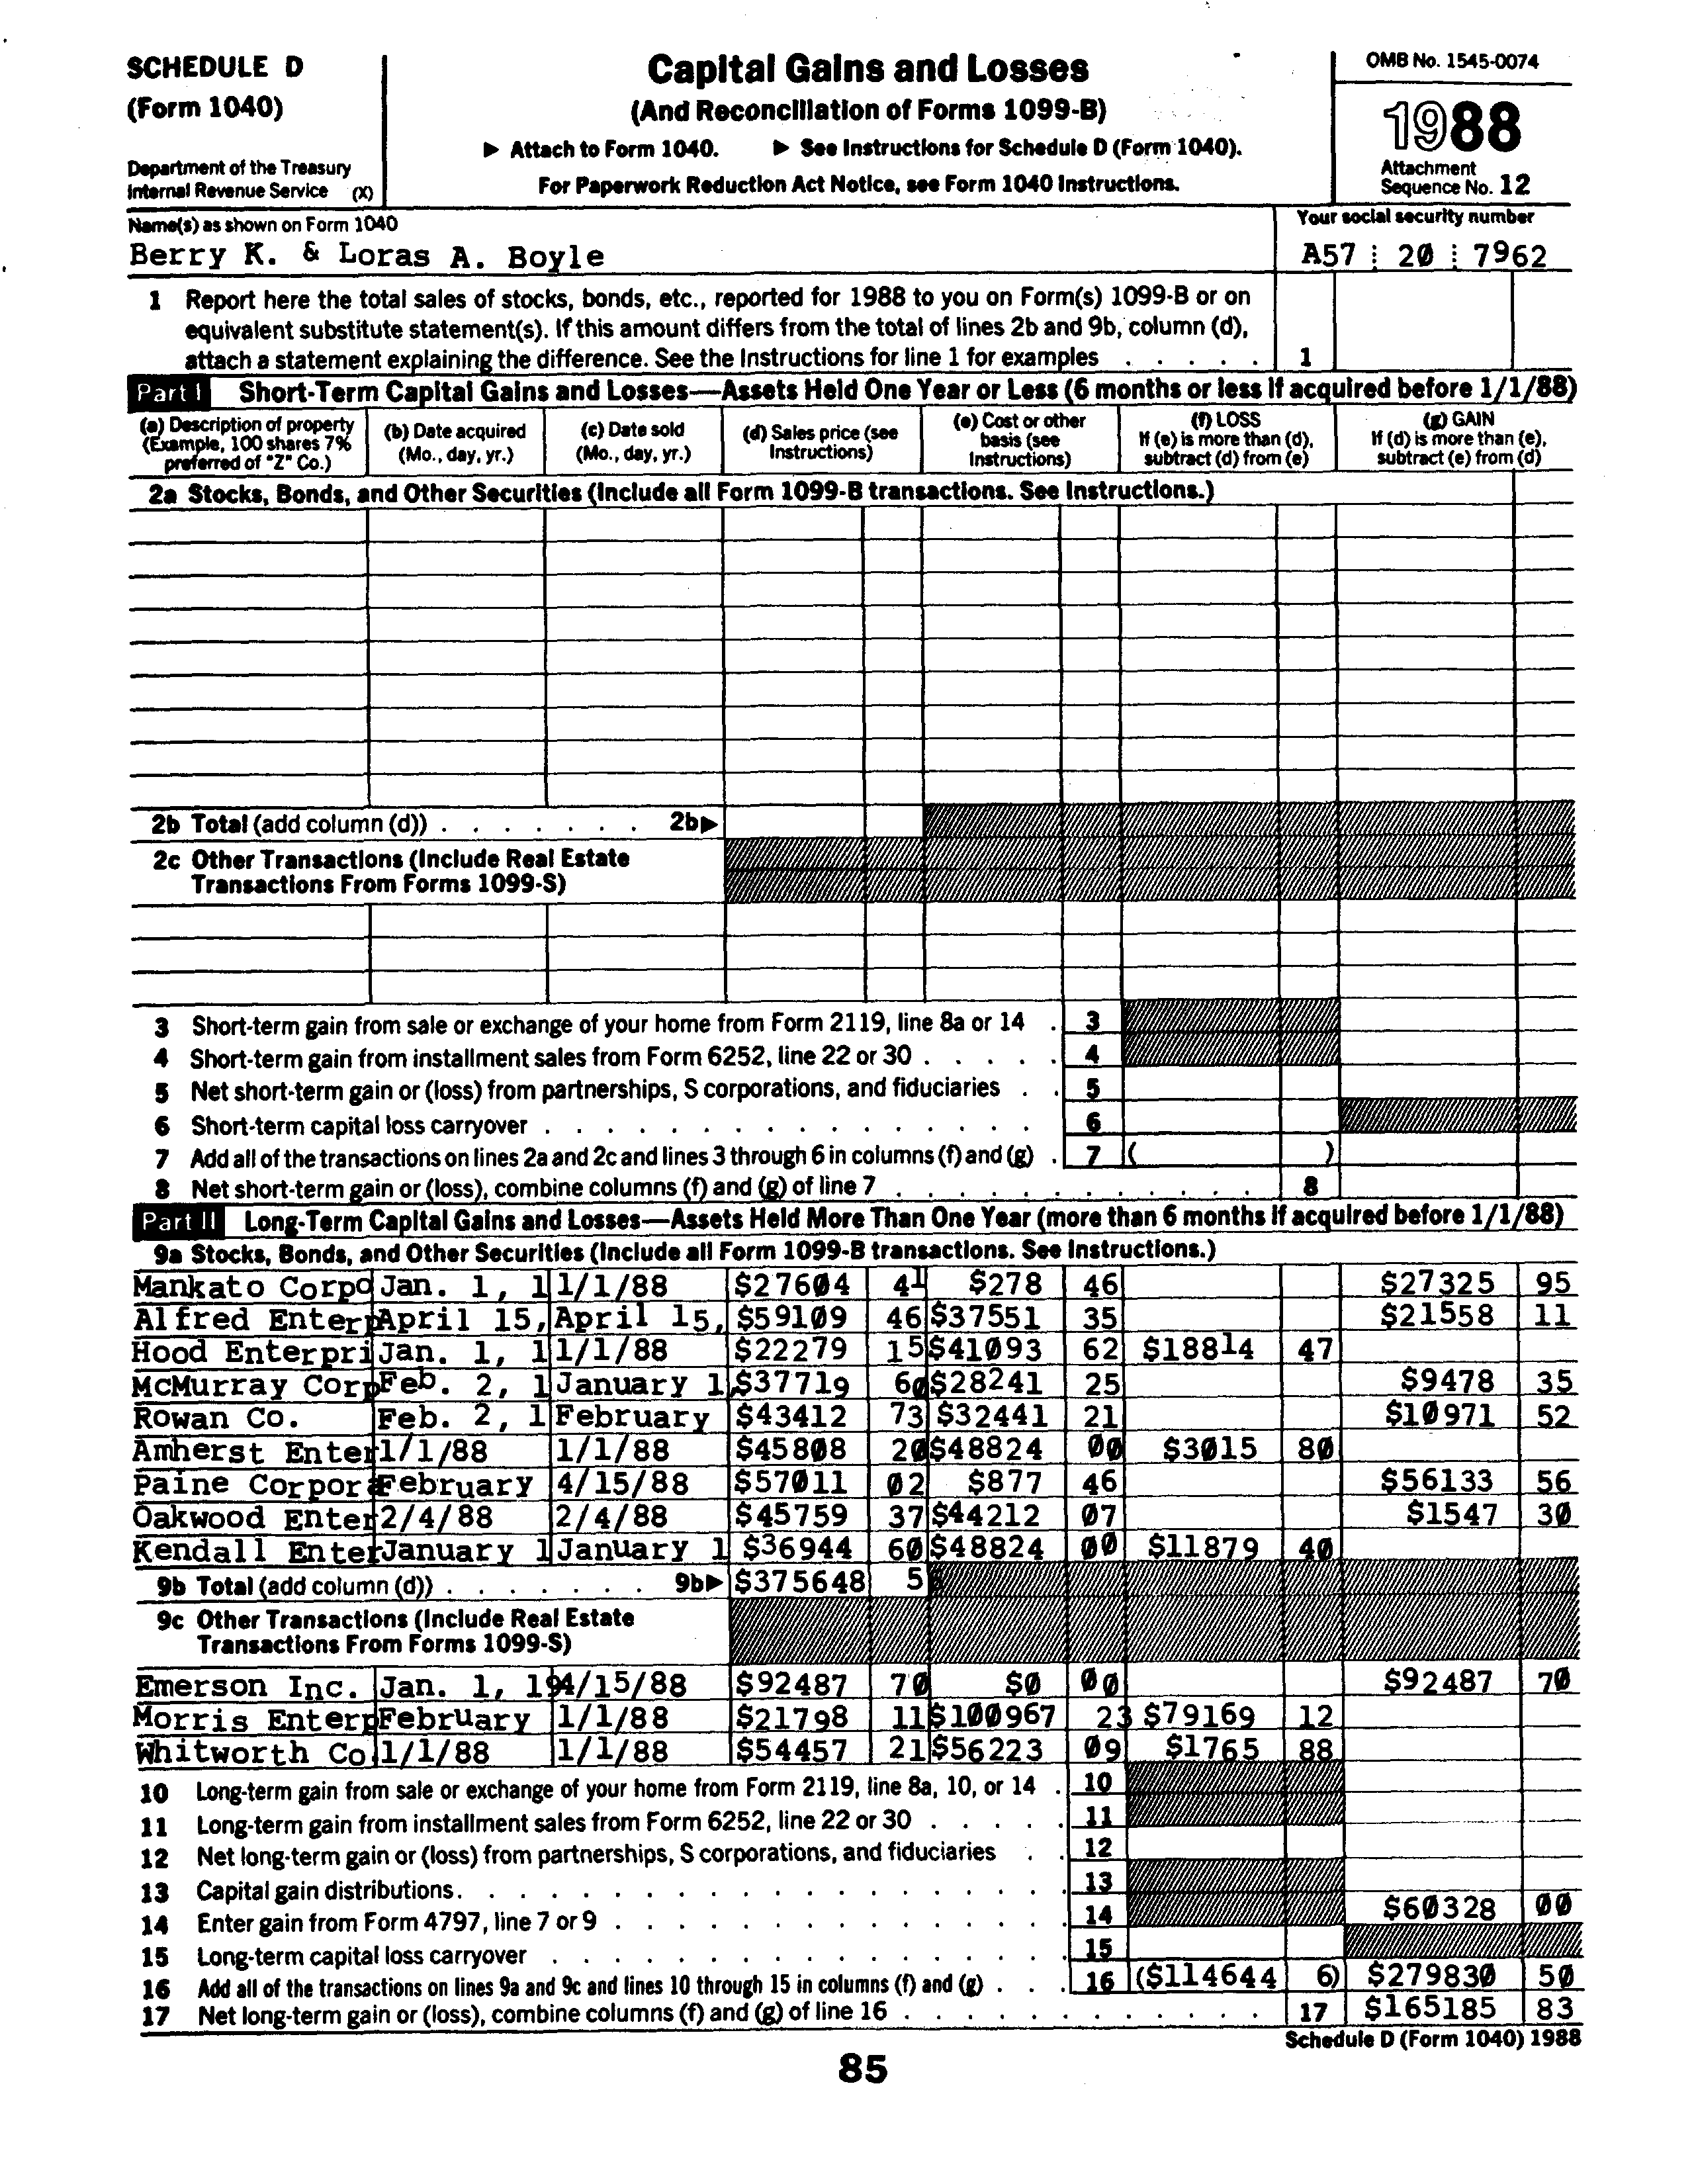 SCHEDULE D
(Form 1040)
Department of the Treasury
Internal Revenue Service (X)
Capital Gains and Losses
(And Reconciliation of Forms 1099-B)
▶ Attach to Form 1040. ▶ See Instructions for Schedule D (Form 1040).
For Paperwork Reduction Act Notice, see Form 1040 Instructions.
OMB No. 1545-0074
1988
Attachment
Sequence No. 12
Name(s) as shown on Form 1040
Berry K. & Loras A. Boyle
Your social security number
A57 20 7962
1 Report here the total sales of stocks, bonds, etc., reported for 1988 to you on Form(s) 1099-B or on
equivalent substitute statement(s). If this amount differs from the total of lines 2b and 9b, column (d),
attach a statement explaining the difference. See the Instructions for line 1 for examples . . . . . 1
Part I Short-Term Capital Gains and Losses—Assets Held One Year or Less (6 months or less if acquired before 1/1/88)
(a) Description of property
(Example, 100 shares 7%
preferred of "Z" Co.)
(b) Date acquired
(Mo., day, yr.)
(c) Date sold
(Mo., day, yr.)
(d) Sales price (see
Instructions)
(e) Cost or other
basis (see
Instructions)
(f) LOSS
If (e) is more than (d),
subtract (d) from (e)
(g) GAIN
If (d) is more than (e),
subtract (e) from (d)
2a Stocks, Bonds, and Other Securities (Include all Form 1099-B transactions. See Instructions.)
2b Total (add column (d)) . . . . . . . 2b▶
2c Other Transactions (Include Real Estate
Transactions From Forms 1099-S)
3 Short-term gain from sale or exchange of your home from Form 2119, line 8a or 14 . 3
4 Short-term gain from installment sales from Form 6252, line 22 or 30 . . . . . 4
5 Net short-term gain or (loss) from partnerships, S corporations, and fiduciaries . . 5
6 Short-term capital loss carryover . . . . . . . . . . . . . . . . 6
7 Add all of the transactions on lines 2a and 2c and lines 3 through 6 in columns (f) and (g) . 7 ( )
8 Net short-term gain or (loss), combine columns (f) and (g) of line 7 . . . . . . . . . . . . 8
Part II Long-Term Capital Gains and Losses—Assets Held More Than One Year (more than 6 months if acquired before 1/1/88)
9a Stocks, Bonds, and Other Securities (Include all Form 1099-B transactions. See Instructions.)
Mankato Corpo Jan. 1, 1 1/1/88 $27604 41 $278 46 $27325 95
Alfred Enterp April 15, April 15, $59109 46 $37551 35 $21558 11
Hood Enterpri Jan. 1, 1 1/1/88 $22279 15 $41093 62 $18814 47
McMurray Corp Feb. 2, 1 January 1 $37719 60 $28241 25 $9478 35
Rowan Co. Feb. 2, 1 February $43412 73 $32441 21 $10971 52
Amherst Enter 1/1/88 1/1/88 $45808 20 $48824 00 $3015 80
Paine Corpora February 4/15/88 $57011 02 $877 46 $56133 56
Oakwood Enter 2/4/88 2/4/88 $45759 37 $44212 07 $1547 30
Kendall Enter January 1 January 1 $36944 60 $48824 00 $11879 40
9b Total (add column (d)) . . . . . . . 9b▶ $375648 5
9c Other Transactions (Include Real Estate
Transactions From Forms 1099-S)
Emerson Inc. Jan. 1, 19 4/15/88 $92487 70 $0 00 $92487 70
Morris Enterp February 1/1/88 $21798 11 $100967 23 $79169 12
Whitworth Co 1/1/88 1/1/88 $54457 21 $56223 09 $1765 88
10 Long-term gain from sale or exchange of your home from Form 2119, line 8a, 10, or 14 . 10
11 Long-term gain from installment sales from Form 6252, line 22 or 30 . . . . . 11
12 Net long-term gain or (loss) from partnerships, S corporations, and fiduciaries . . 12
13 Capital gain distributions. . . . . . . . . . . . . . . . . . . 13
14 Enter gain from Form 4797, line 7 or 9 . . . . . . . . . . . . . . 14 $60328 00
15 Long-term capital loss carryover . . . . . . . . . . . . . . . . 15
16 Add all of the transactions on lines 9a and 9c and lines 10 through 15 in columns (f) and (g) . . . 16 ($114644 6) $279830 50
17 Net long-term gain or (loss), combine columns (f) and (g) of line 16 . . . . . . . . . . . . 17 $165185 83
Schedule D (Form 1040) 1988
85